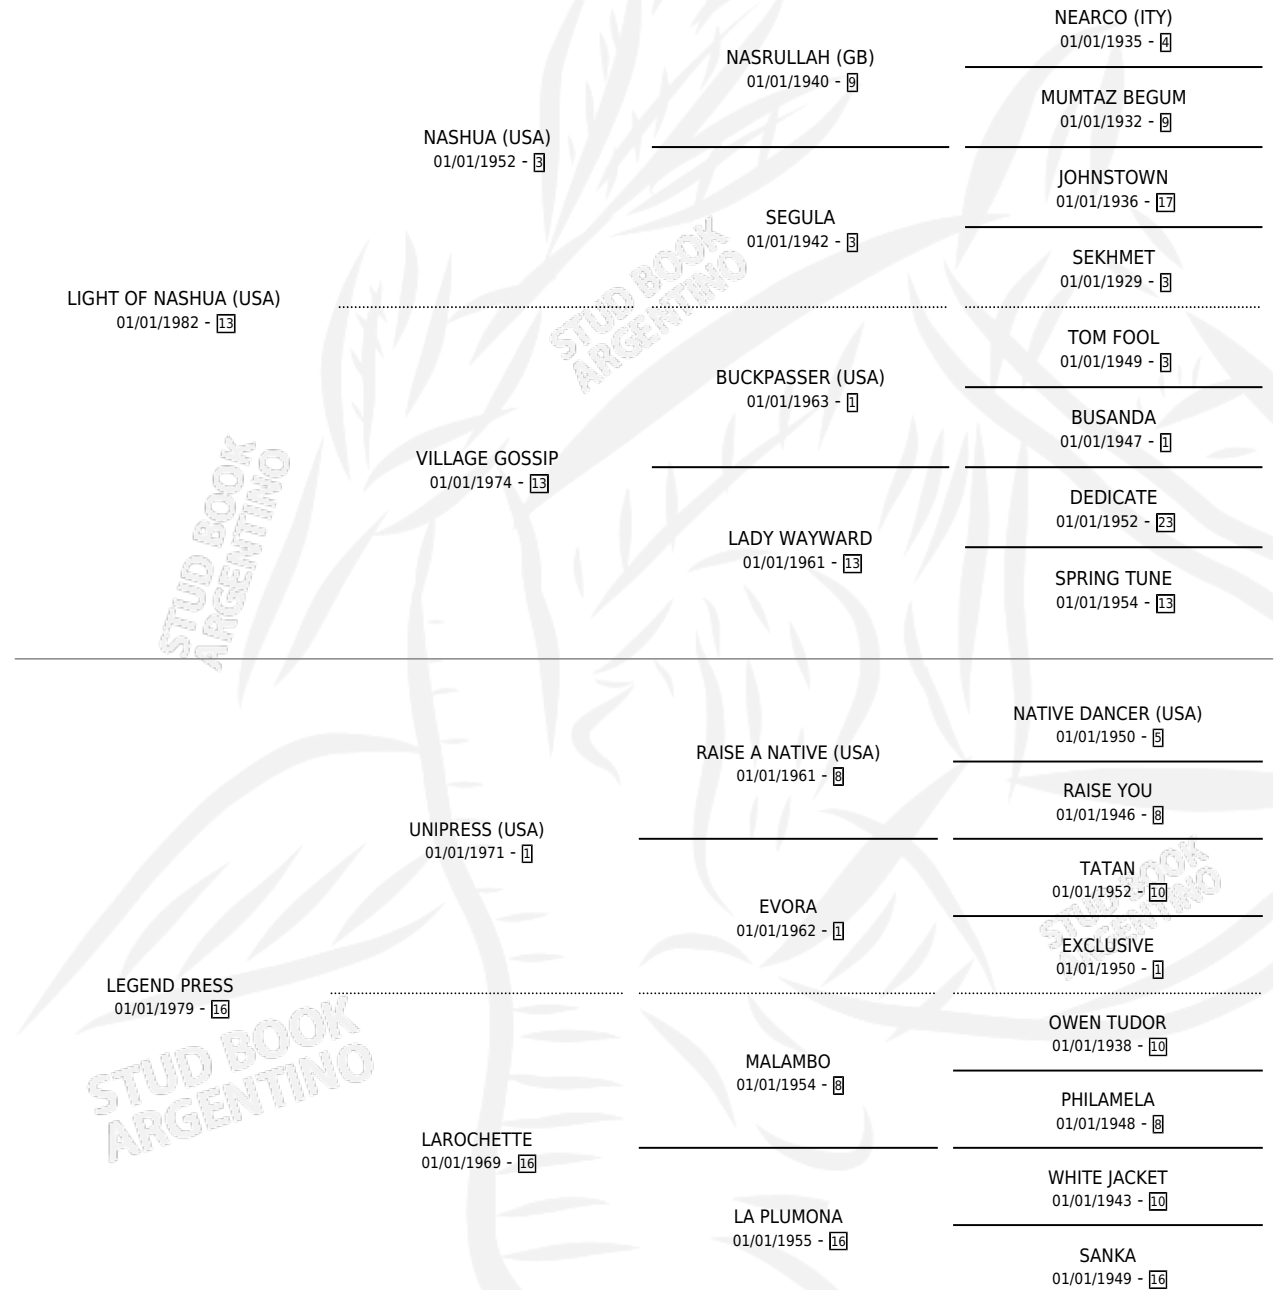 NEARCO (ITY)
01/01/1935 - 4
NASRULLAH (GB)
01/01/1940 - 9
MUMTAZ BEGUM
01/01/1932 - 9
NASHUA (USA)
01/01/1952 - 3
JOHNSTOWN
01/01/1936 - 17
SEGULA
01/01/1942 - 3
SEKHMET
01/01/1929 - 3
LIGHT OF NASHUA (USA)
01/01/1982 - 13
TOM FOOL
01/01/1949 - 3
BUCKPASSER (USA)
01/01/1963 - 1
BUSANDA
01/01/1947 - 1
VILLAGE GOSSIP
01/01/1974 - 13
DEDICATE
01/01/1952 - 23
LADY WAYWARD
01/01/1961 - 13
SPRING TUNE
01/01/1954 - 13
NATIVE DANCER (USA)
01/01/1950 - 5
RAISE A NATIVE (USA)
01/01/1961 - 8
RAISE YOU
01/01/1946 - 8
UNIPRESS (USA)
01/01/1971 - 1
TATAN
01/01/1952 - 10
EVORA
01/01/1962 - 1
EXCLUSIVE
01/01/1950 - 1
LEGEND PRESS
01/01/1979 - 16
OWEN TUDOR
01/01/1938 - 10
MALAMBO
01/01/1954 - 8
PHILAMELA
01/01/1948 - 8
LAROCHETTE
01/01/1969 - 16
WHITE JACKET
01/01/1943 - 10
LA PLUMONA
01/01/1955 - 16
SANKA
01/01/1949 - 16
STUD BOOK
ARGENTINO
STUD BOOK
ARGENTINO
STUD BOOK
ARGENTINO
STUD BOOK
ARGENTINO